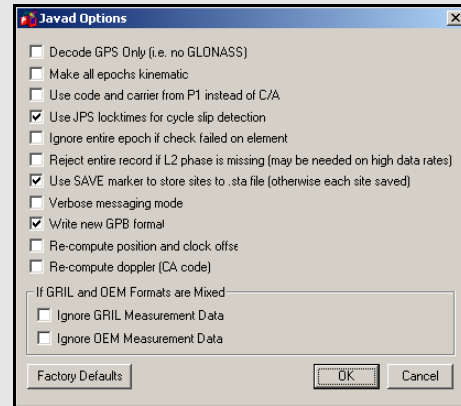 Javad Options
Decode GPS Only (i.e. no GLONASS)
Make all epochs kinematic
Use code and carrier from P1 instead of C/A
Use JPS locktimes for cycle slip detection
Ignore entire epoch if check failed on element
Reject entire record if L2 phase is missing (may be needed on high data rates)
Use SAVE marker to store sites to .sta file (otherwise each site saved)
Verbose messaging mode
Write new GPB format
Re-compute position and clock offse
Re-compute doppler (CA code)
If GRIL and OEM Formats are Mixed
Ignore GRIL Measurement Data
Ignore OEM Measurement Data
Factory Defaults OK Cancel